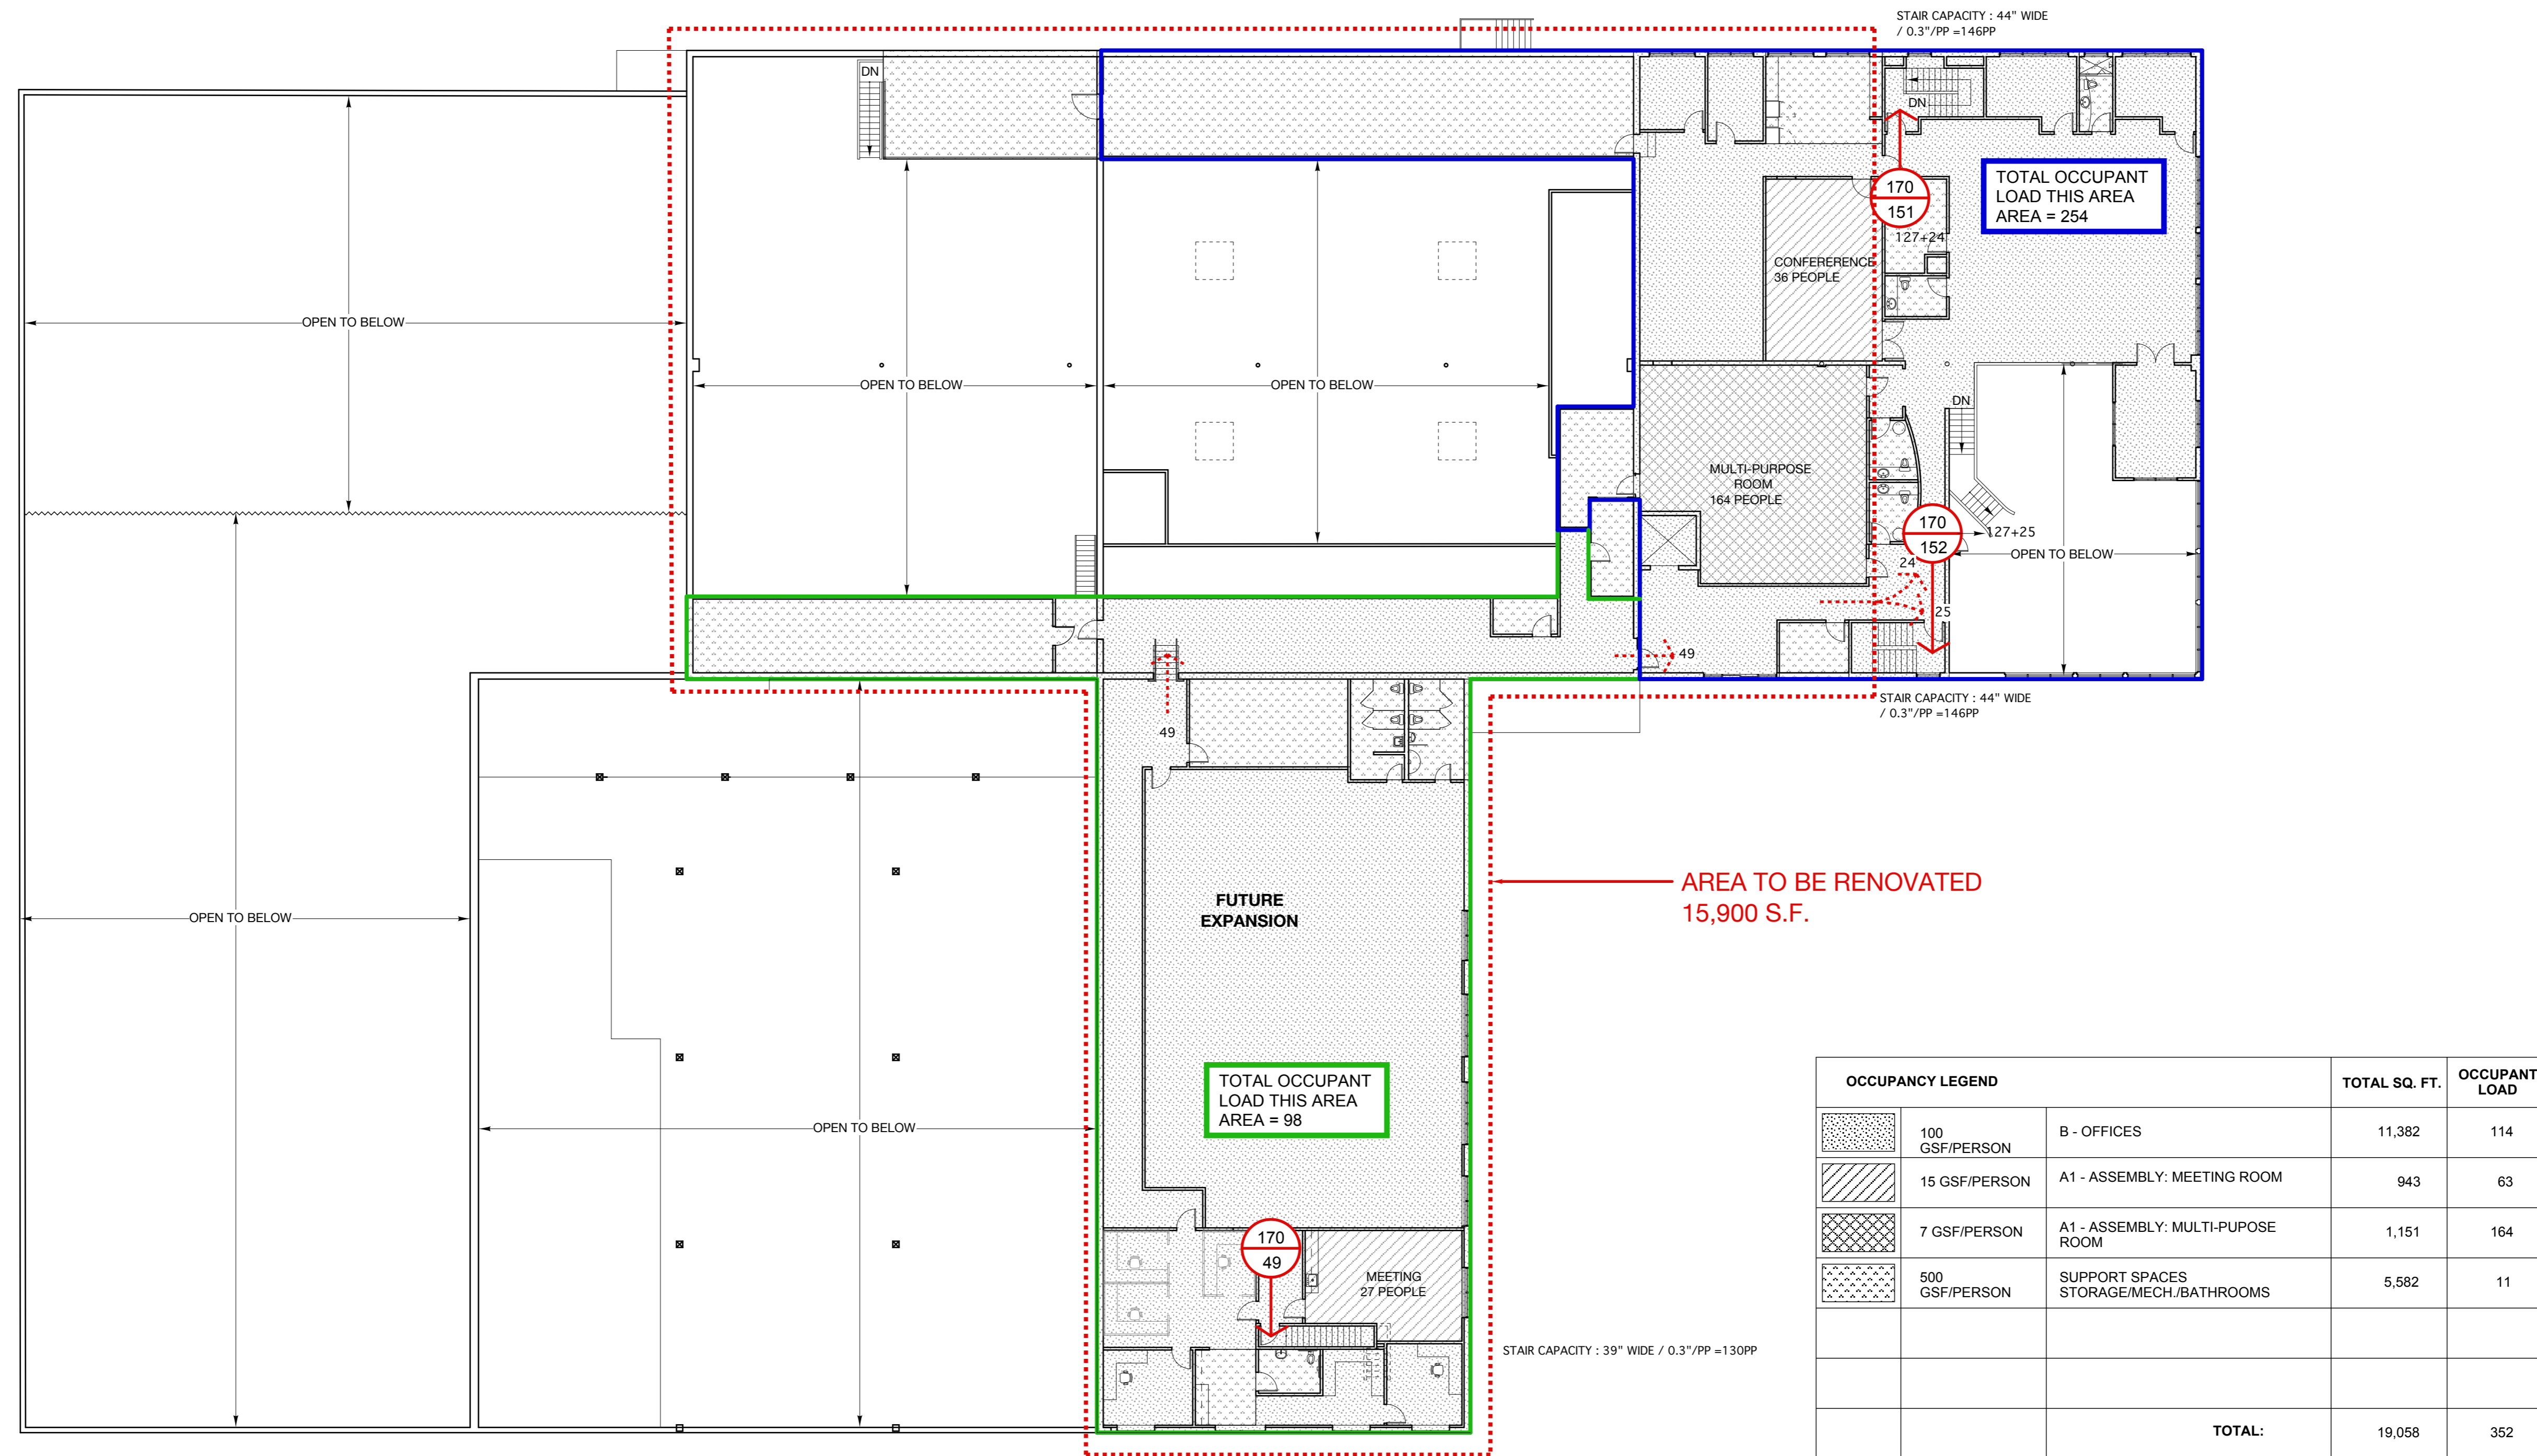 STAIR CAPACITY : 44" WIDE
/ 0.3"/PP =146PP
DN
DN
170
151
127+24
TOTAL OCCUPANT
LOAD THIS AREA
AREA = 254
CONFERERENCE
36 PEOPLE
OPEN TO BELOW
OPEN TO BELOW
OPEN TO BELOW
DN
MULTI-PURPOSE
ROOM
164 PEOPLE
170
152
127+25
OPEN TO BELOW
24
25
49
STAIR CAPACITY : 44" WIDE
/ 0.3"/PP =146PP
49
AREA TO BE RENOVATED
15,900 S.F.
FUTURE
EXPANSION
OPEN TO BELOW
TOTAL OCCUPANT
LOAD THIS AREA
AREA = 98
OPEN TO BELOW
170
49
MEETING
27 PEOPLE
STAIR CAPACITY : 39" WIDE / 0.3"/PP =130PP
OCCUPANCY LEGEND TOTAL SQ. FT. OCCUPANT
LOAD
100
GSF/PERSON B - OFFICES 11,382 114
15 GSF/PERSON A1 - ASSEMBLY: MEETING ROOM 943 63
7 GSF/PERSON A1 - ASSEMBLY: MULTI-PUPOSE
ROOM 1,151 164
500
GSF/PERSON SUPPORT SPACES
STORAGE/MECH./BATHROOMS 5,582 11
TOTAL: 19,058 352